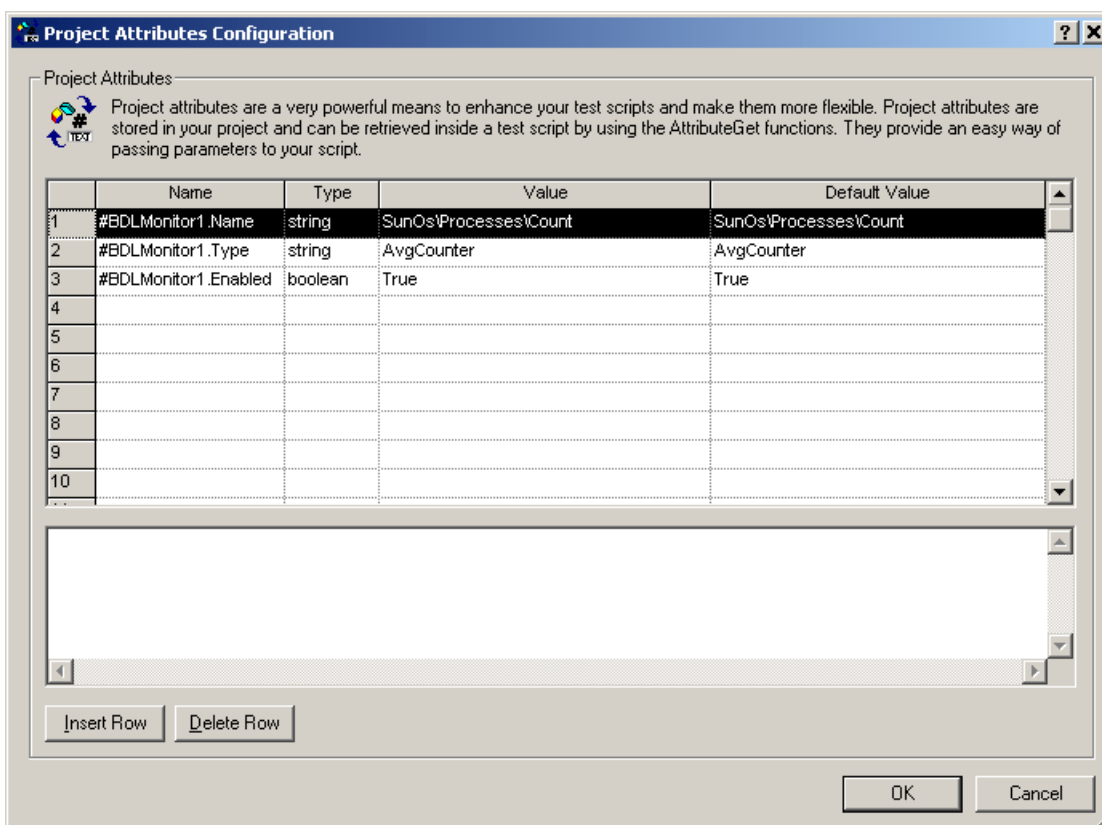 Project Attributes Configuration
Project Attributes
Project attributes are a very powerful means to enhance your test scripts and make them more flexible. Project attributes are
stored in your project and can be retrieved inside a test script by using the AttributeGet functions. They provide an easy way of
passing parameters to your script.
#
TEXT
Name Type Value Default Value
1 #BDLMonitor1.Name string SunOs\Processes\Count SunOs\Processes\Count
2 #BDLMonitor1.Type string AvgCounter AvgCounter
3 #BDLMonitor1.Enabled boolean True True
4
5
6
7
8
9
10
Insert Row Delete Row
OK Cancel